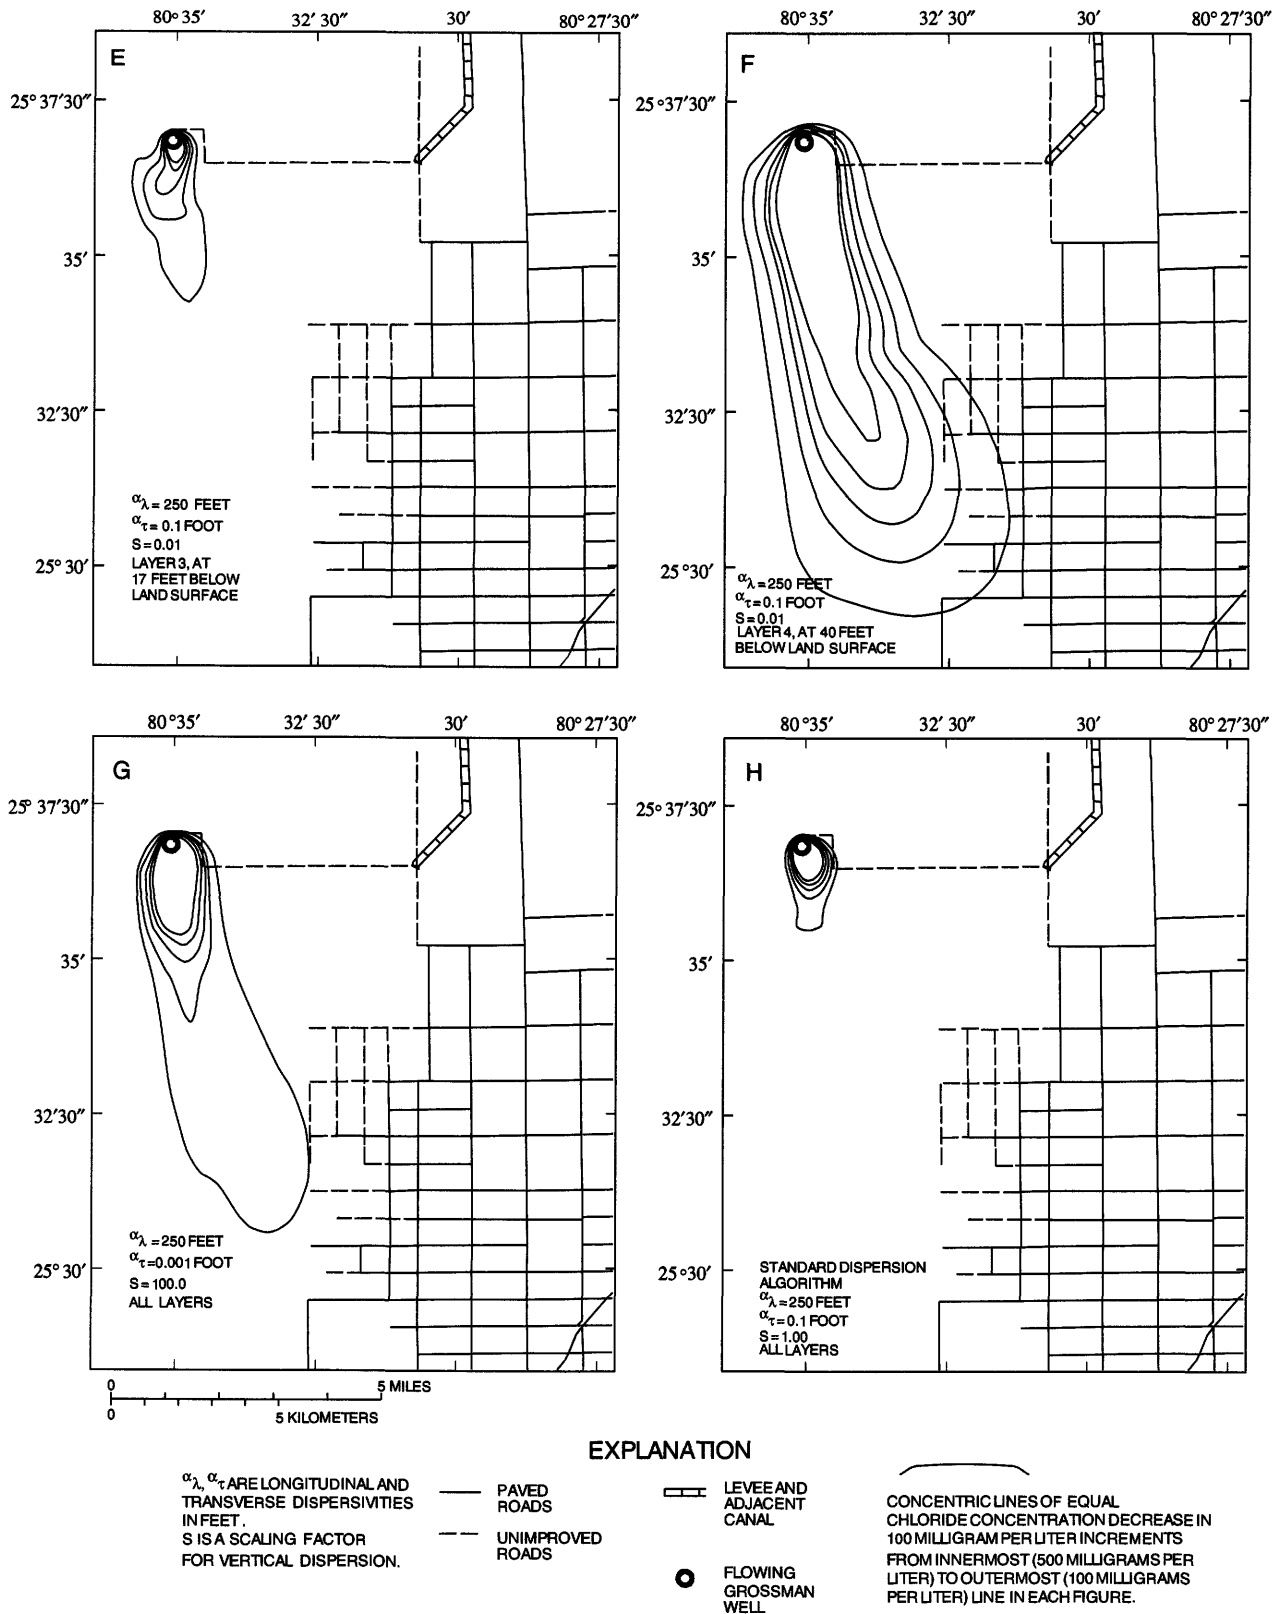 80° 35′ 32′ 30″ 30′ 80° 27′30″
E
25° 37′30″
35′
32′30″
25° 30′
αλ = 250 FEET
ατ = 0.1 FOOT
S = 0.01
LAYER 3, AT
17 FEET BELOW
LAND SURFACE
80° 35′ 32′ 30″ 30′ 80° 27′30″
F
25° 37′30″
35′
32′30″
25° 30′
αλ = 250 FEET
ατ = 0.1 FOOT
S = 0.01
LAYER 4, AT 40 FEET
BELOW LAND SURFACE
80° 35′ 32′ 30″ 30′ 80° 27′30″
G
25° 37′30″
35′
32′30″
25° 30′
αλ = 250 FEET
ατ = 0.001 FOOT
S = 100.0
ALL LAYERS
80° 35′ 32′ 30″ 30′ 80° 27′30″
H
25° 37′30″
35′
32′30″
25° 30′
STANDARD DISPERSION
ALGORITHM
αλ = 250 FEET
ατ = 0.1 FOOT
S = 1.00
ALL LAYERS
0 5 MILES
0 5 KILOMETERS
EXPLANATION
αλ, ατ ARE LONGITUDINAL AND
TRANSVERSE DISPERSIVITIES
IN FEET.
S IS A SCALING FACTOR
FOR VERTICAL DISPERSION.
PAVED
ROADS
UNIMPROVED
ROADS
LEVEE AND
ADJACENT
CANAL
FLOWING
GROSSMAN
WELL
CONCENTRIC LINES OF EQUAL
CHLORIDE CONCENTRATION DECREASE IN
100 MILLIGRAM PER LITER INCREMENTS
FROM INNERMOST (500 MILLIGRAMS PER
LITER) TO OUTERMOST (100 MILLIGRAMS
PER LITER) LINE IN EACH FIGURE.